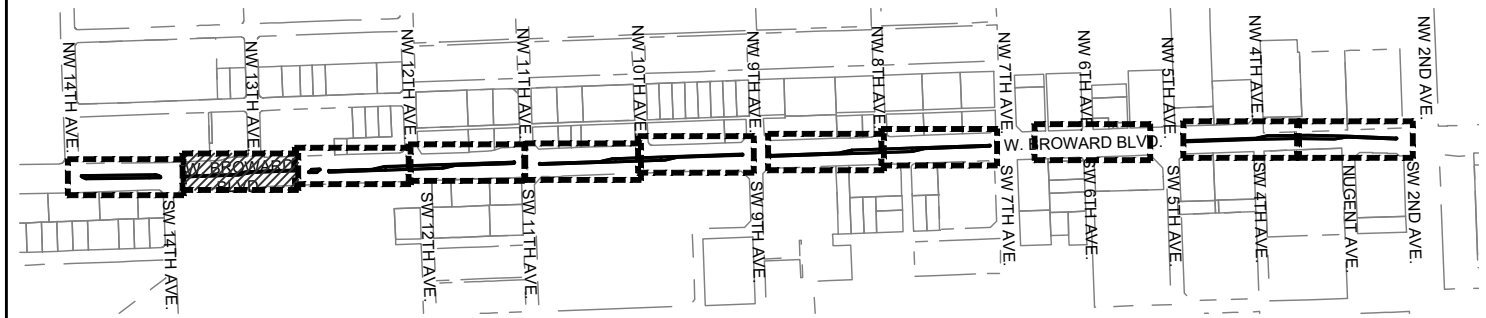 NW 14TH AVE.
NW 13TH AVE.
NW 12TH AVE.
NW 11TH AVE.
NW 10TH AVE.
NW 9TH AVE.
NW 8TH AVE.
NW 7TH AVE.
NW 6TH AVE.
NW 5TH AVE.
NW 4TH AVE.
NW 2ND AVE.
W. BROWARD
BLVD.
W. BROWARD BLVD.
SW 14TH AVE.
SW 12TH AVE.
SW 11TH AVE.
SW 9TH AVE.
SW 7TH AVE.
SW 6TH AVE.
SW 5TH AVE.
SW 4TH AVE.
NUGENT AVE.
SW 2ND AVE.